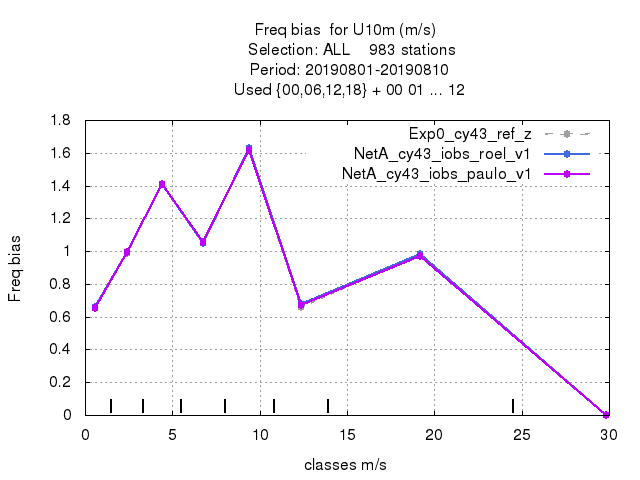 Freq bias  for U10m (m/s)
Selection: ALL    983 stations
Period: 20190801-20190810
Used {00,06,12,18} + 00 01 ... 12
Exp0_cy43_ref_z
NetA_cy43_iobs_roel_v1
NetA_cy43_iobs_paulo_v1
1.8
1.6
1.4
1.2
1
0.8
0.6
0.4
0.2
0
Freq bias
0 5 10 15 20 25 30
classes m/s